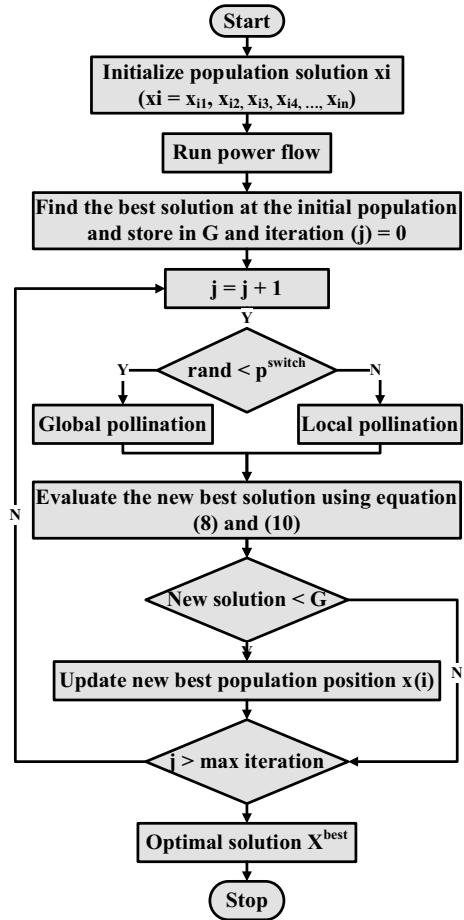 Start
Initialize population solution xi
(xi = xi1, xi2, xi3, xi4, ..., xin)
Run power flow
Find the best solution at the initial population
and store in G and iteration (j) = 0
j = j + 1
Y
rand < p^switch
Y
N
Global pollination
Local pollination
Evaluate the new best solution using equation
(8) and (10)
N
New solution < G
Y
Update new best population position x(i)
N
j > max iteration
Optimal solution X^best
Stop